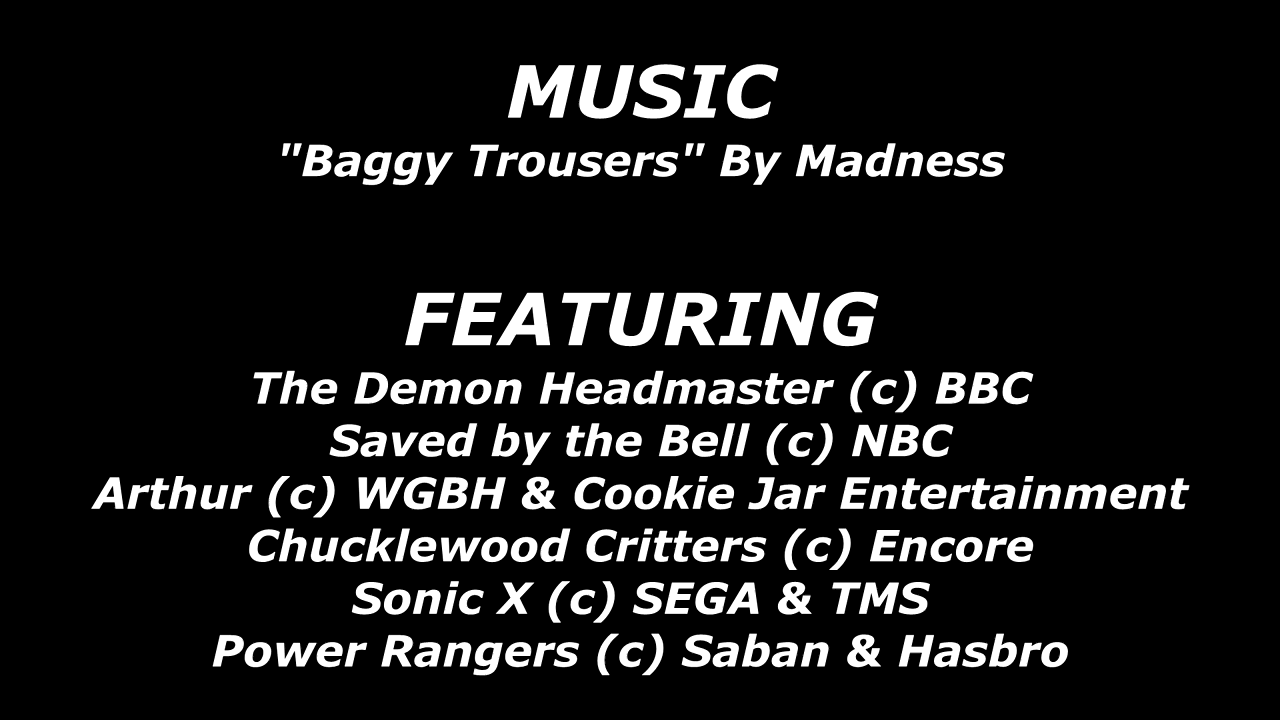 MUSIC
"Baggy Trousers" By Madness
FEATURING
The Demon Headmaster (c) BBC
Saved by the Bell (c) NBC
Arthur (c) WGBH & Cookie Jar Entertainment
Chucklewood Critters (c) Encore
Sonic X (c) SEGA & TMS
Power Rangers (c) Saban & Hasbro